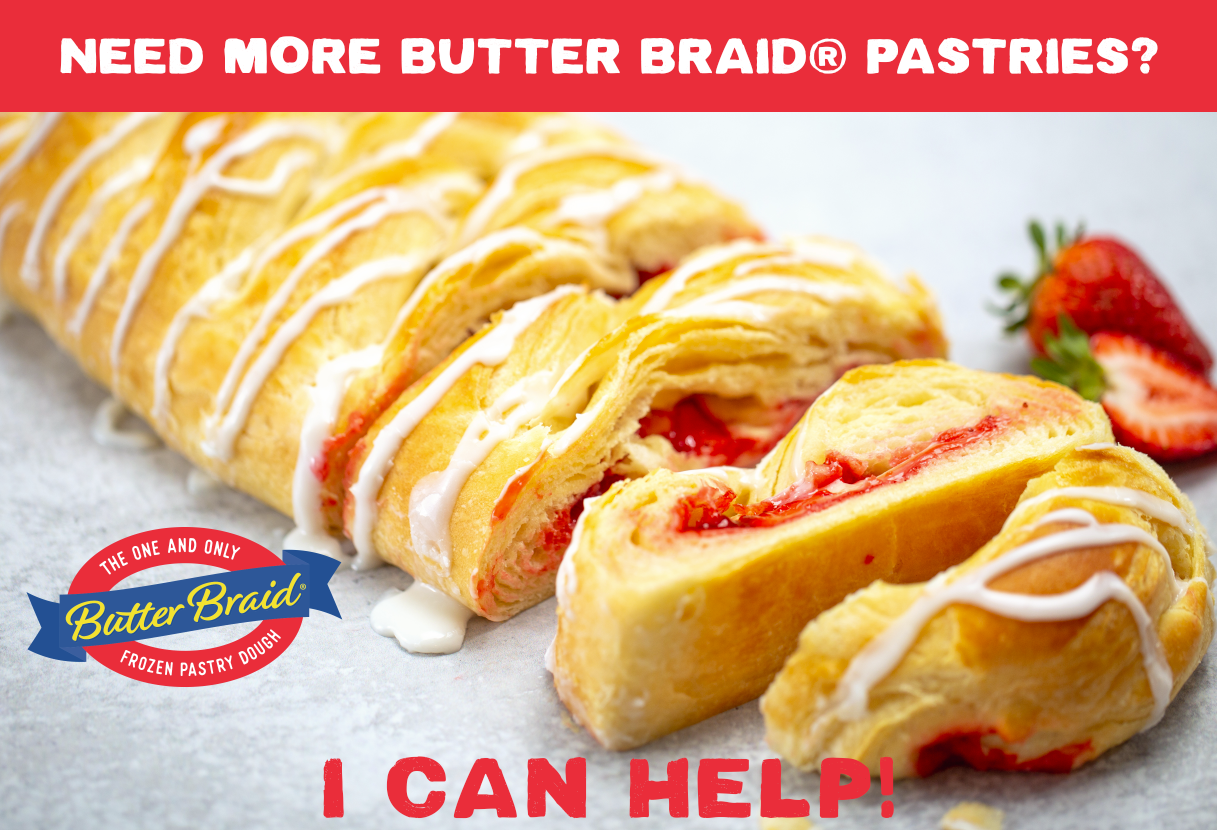 NEED MORE BUTTER BRAID® PASTRIES?
THE ONE AND ONLY
Butter Braid®
FROZEN PASTRY DOUGH
I CAN HELP!